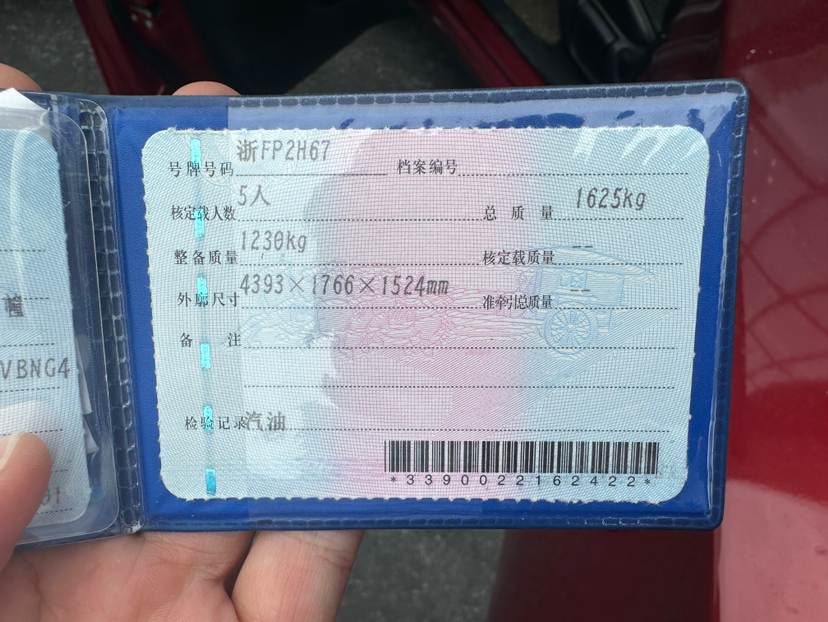 号牌号码 浙FP2H67 档案编号
核定载人数 5人 总质量 1625kg
整备质量 1230kg 核定载质量 --
外廓尺寸 4393×1766×1524mm 准牵引总质量 --
备注
检验记录 汽油
*3390022162422*
VBNG4